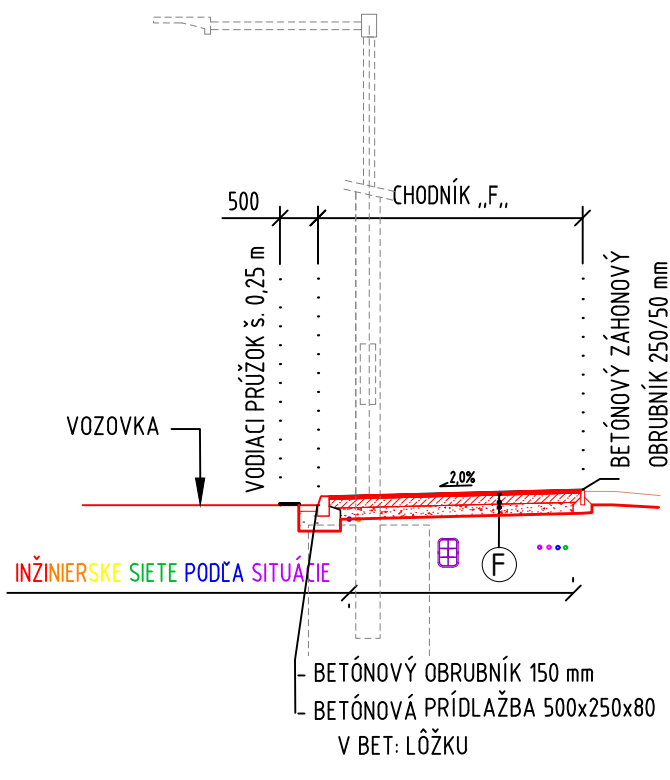 500
CHODNÍK „F„
VODIACI PRÚŽOK š. 0,25 m
BETÓNOVÝ ZÁHONOVÝ
OBRUBNÍK 250/50 mm
VOZOVKA
2,0%
F
INŽINIERSKE SIETE PODĽA SITUÁCIE
- BETÓNOVÝ OBRUBNÍK 150 mm
- BETÓNOVÁ PRÍDLAŽBA 500x250x80
V BET: LÔŽKU